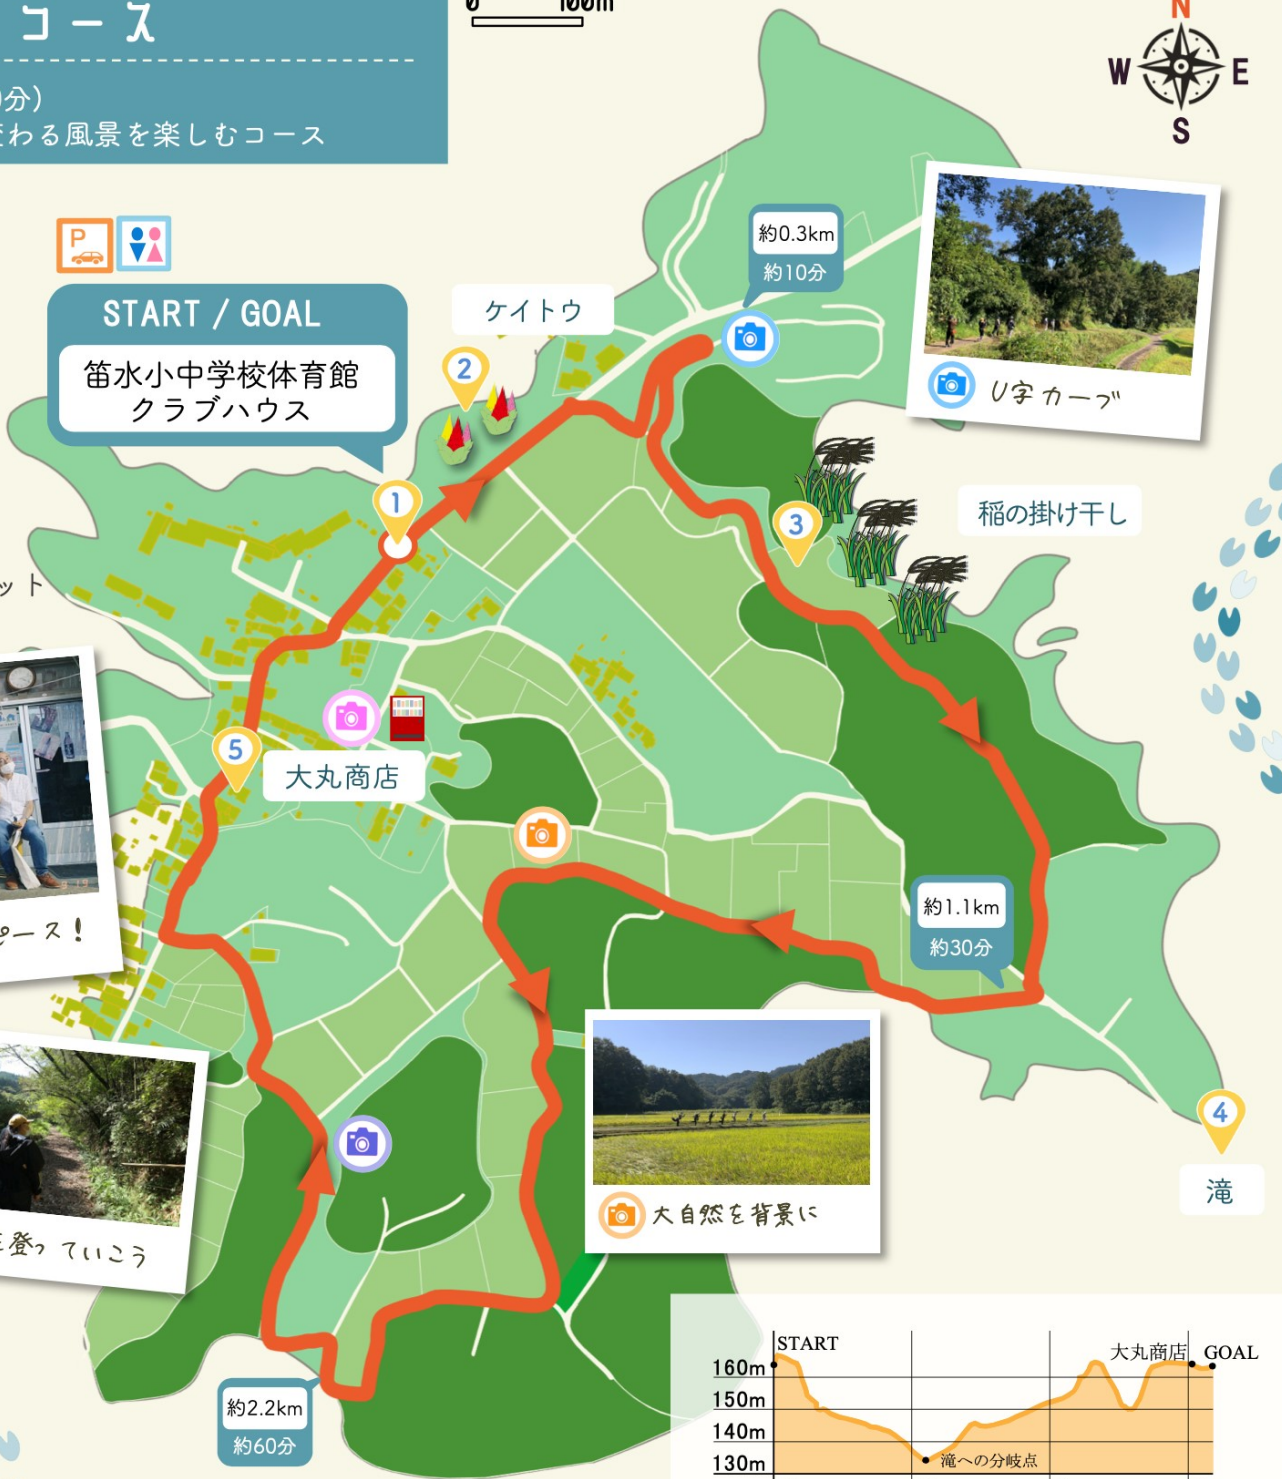 コース
0 100m
N
W E
S
分)
わる風景を楽しむコース
P
START / GOAL
笛水小中学校体育館
クラブハウス
ケイトウ
2
約0.3km
約10分
U字カーブ
1
3
稲の掛け干し
ット
5
大丸商店
ピース!
約1.1km
約30分
4
滝
登っていこう
大自然を背景に
約2.2km
約60分
START
大丸商店
GOAL
160m
150m
140m
130m
滝への分岐点